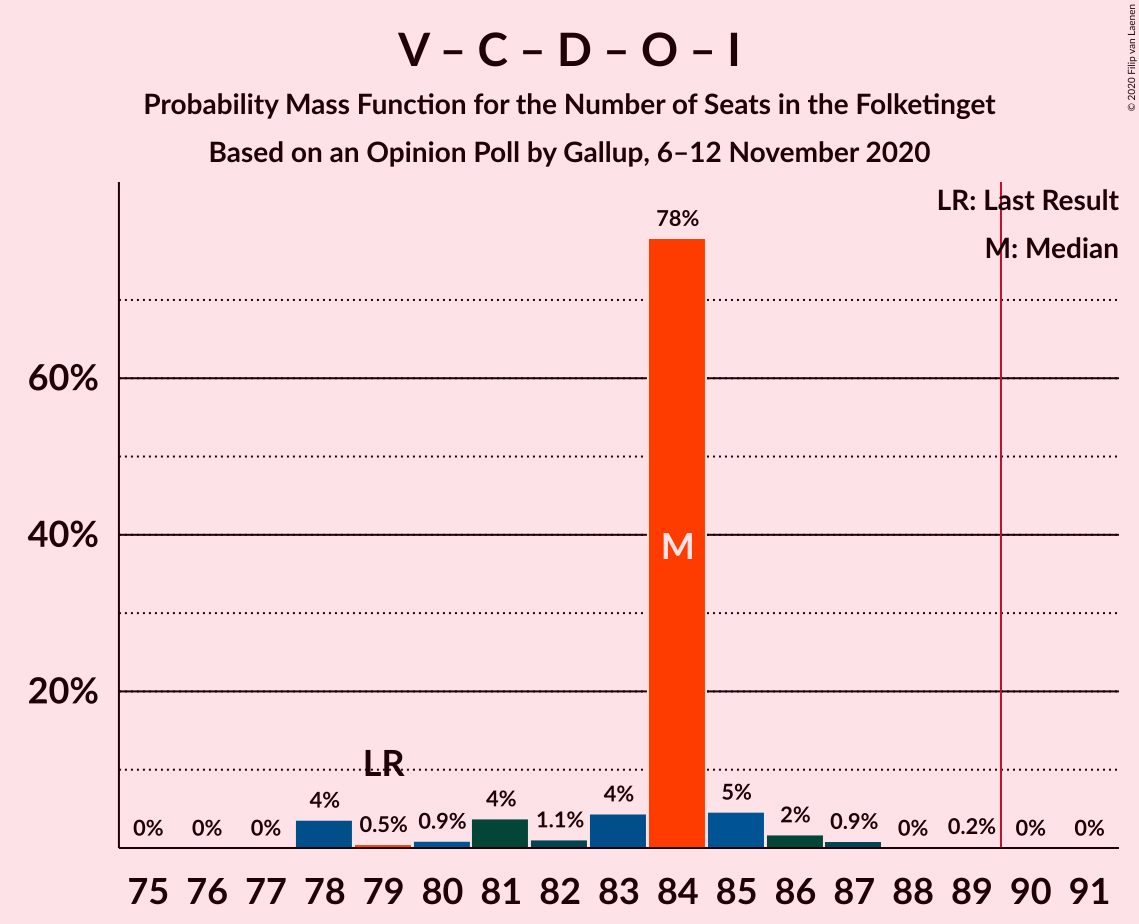 V – C – D – O – I
Probability Mass Function for the Number of Seats in the Folketinget
Based on an Opinion Poll by Gallup, 6–12 November 2020
© 2020 Filip van Laenen
LR: Last Result
M: Median
78%
60%
40%
M
20%
LR
0% 0% 0% 4% 0.5% 0.9% 4% 1.1% 4% 5% 2% 0.9% 0% 0.2% 0% 0%
75 76 77 78 79 80 81 82 83 84 85 86 87 88 89 90 91